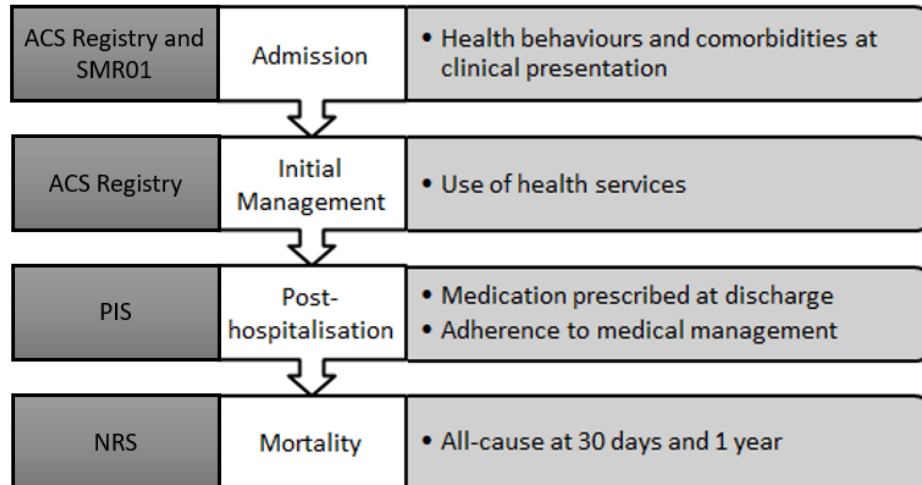 ACS Registry and
SMR01
Admission
• Health behaviours and comorbidities at
clinical presentation
ACS Registry
Initial
Management
• Use of health services
PIS
Post-
hospitalisation
• Medication prescribed at discharge
• Adherence to medical management
NRS
Mortality
• All-cause at 30 days and 1 year